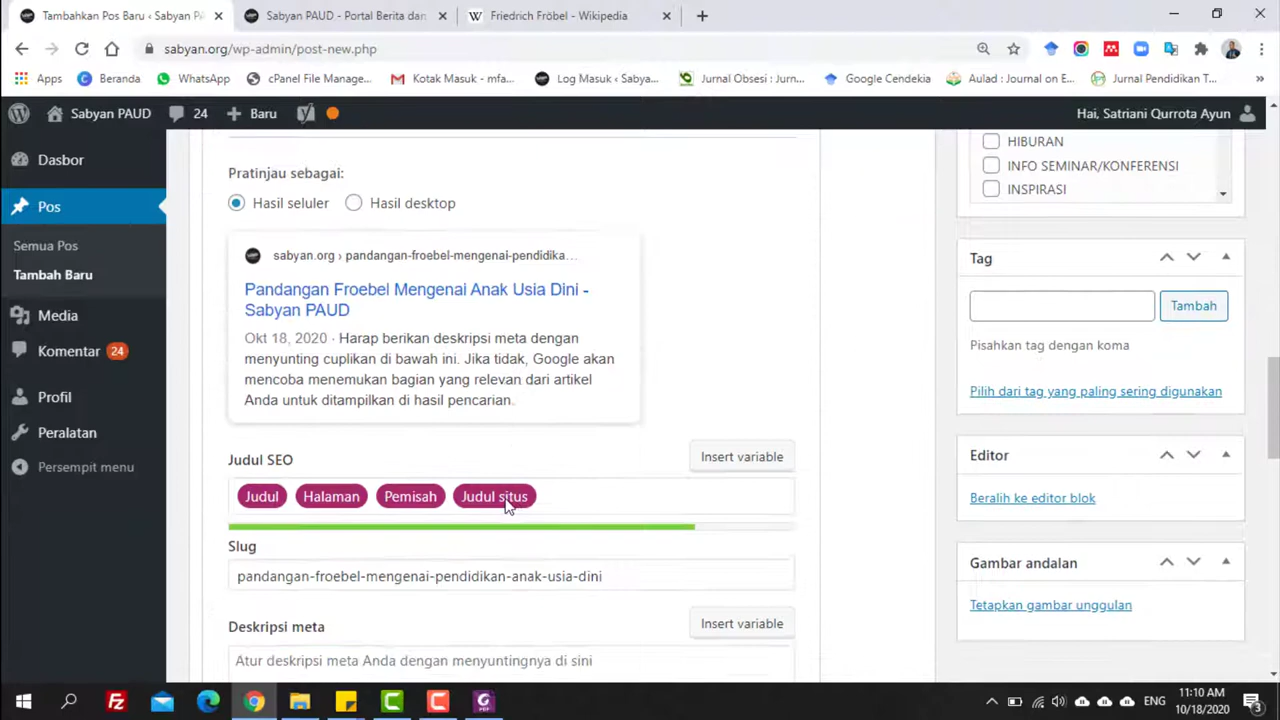 Tambahkan Pos Baru ‹ Sabyan P
Sabyan PAUD - Portal Berita dan
W Friedrich Fröbel - Wikipedia
sabyan.org/wp-admin/post-new.php
Apps
Beranda
WhatsApp
cPanel File Manage...
Kotak Masuk - mfa...
Log Masuk ‹ Sabya...
Jurnal Obsesi : Jurn...
Google Cendekia
Aulad : Journal on E...
Jurnal Pendidikan T...
Sabyan PAUD
24
Baru
Hai, Satriani Qurrota Ayun
Dasbor
Pos
Semua Pos
Tambah Baru
Media
Komentar 24
Profil
Peralatan
Persempit menu
Pratinjau sebagai:
Hasil seluler
Hasil desktop
sabyan.org › pandangan-froebel-mengenai-pendidika...
Pandangan Froebel Mengenai Anak Usia Dini -
Sabyan PAUD
Okt 18, 2020 · Harap berikan deskripsi meta dengan
menyunting cuplikan di bawah ini. Jika tidak, Google akan
mencoba menemukan bagian yang relevan dari artikel
Anda untuk ditampilkan di hasil pencarian.
Judul SEO
Insert variable
Judul
Halaman
Pemisah
Judul situs
Slug
pandangan-froebel-mengenai-pendidikan-anak-usia-dini
Deskripsi meta
Insert variable
Atur deskripsi meta Anda dengan menyuntingnya di sini
HIBURAN
INFO SEMINAR/KONFERENSI
INSPIRASI
Tag
Tambah
Pisahkan tag dengan koma
Pilih dari tag yang paling sering digunakan
Editor
Beralih ke editor blok
Gambar andalan
Tetapkan gambar unggulan
ENG
11:10 AM
10/18/2020
3